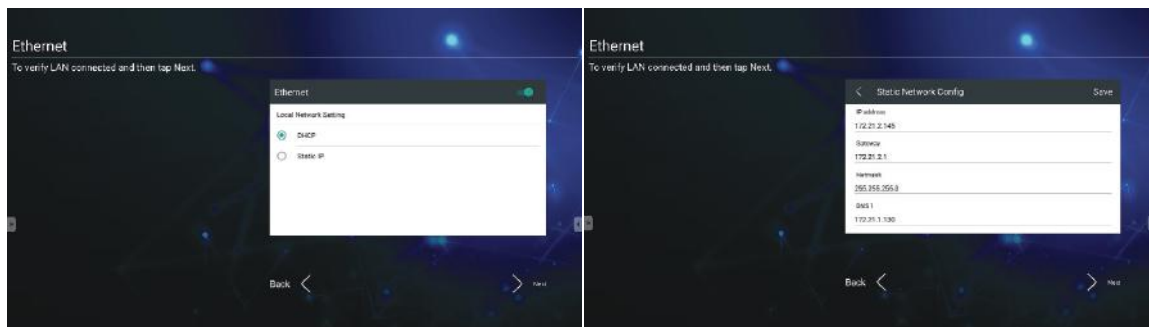 Ethernet
To verify LAN connected and then tap Next.
Ethernet
Local Network Setting
DHCP
Static IP
Back
Next
Ethernet
To verify LAN connected and then tap Next.
Static Network Config Save
IP address
172.21.2.145
Gateway
172.21.2.1
Netmask
255.255.255.0
DNS 1
172.21.1.130
Back
Next